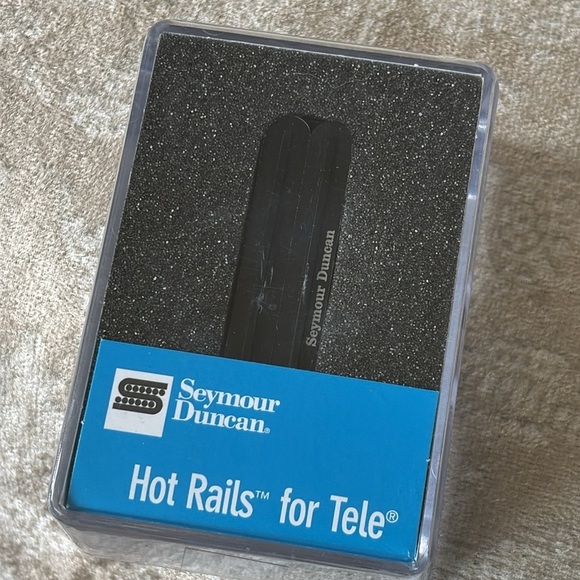 Seymour Duncan
Seymour
Duncan®
Hot Rails™ for Tele®